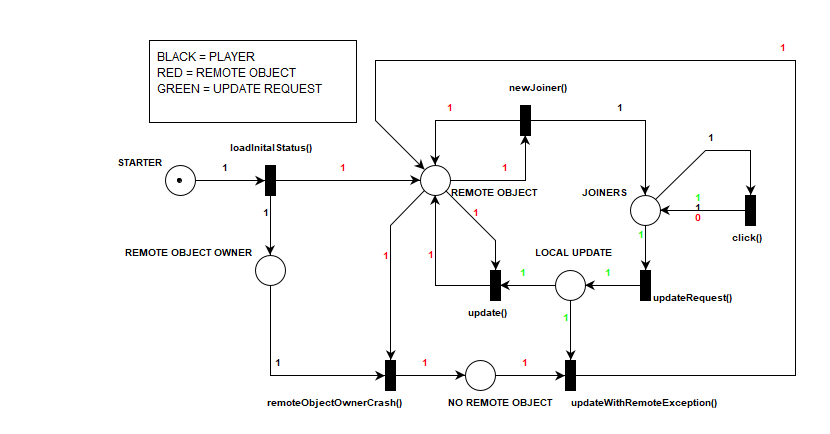 BLACK = PLAYER
RED = REMOTE OBJECT
GREEN = UPDATE REQUEST
1
newJoiner()
1
1
loadInitalStatus()
1
STARTER
1
1
1
REMOTE OBJECT
JOINERS
1
1
0
1
1
click()
1
REMOTE OBJECT OWNER
1
1
LOCAL UPDATE
1
1
updateRequest()
update()
1
1
1
1
remoteObjectOwnerCrash()
NO REMOTE OBJECT
updateWithRemoteException()